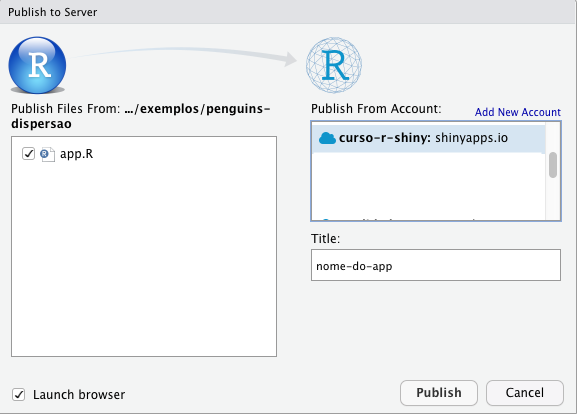 Publish to Server
R
R
Publish Files From: .../exemplos/penguins-
dispersao
app.R
Publish From Account:
Add New Account
curso-r-shiny: shinyapps.io
Title:
nome-do-app
Launch browser
Publish
Cancel